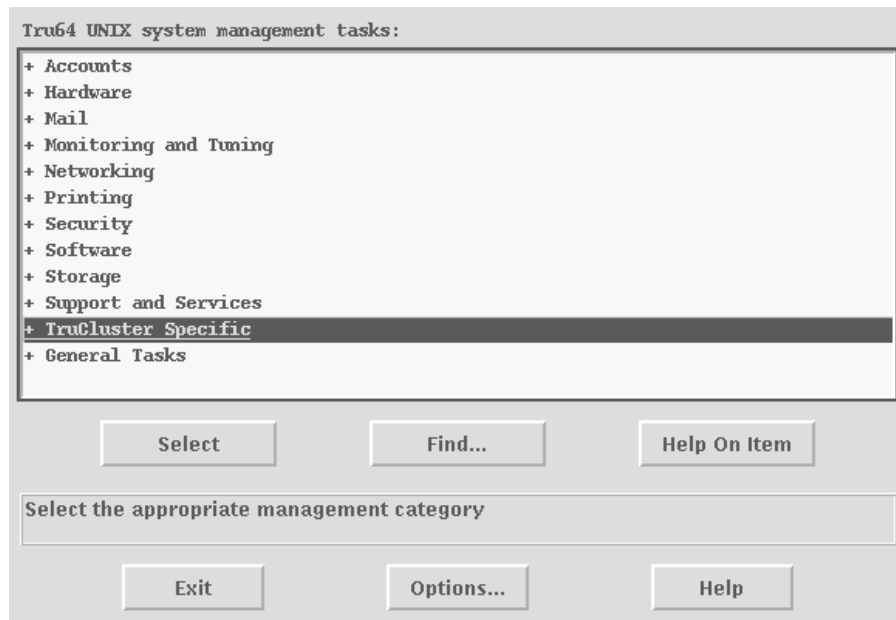 Tru64 UNIX system management tasks:
+ Accounts
+ Hardware
+ Mail
+ Monitoring and Tuning
+ Networking
+ Printing
+ Security
+ Software
+ Storage
+ Support and Services
+ TruCluster Specific
+ General Tasks
Select Find... Help On Item
Select the appropriate management category
Exit Options... Help